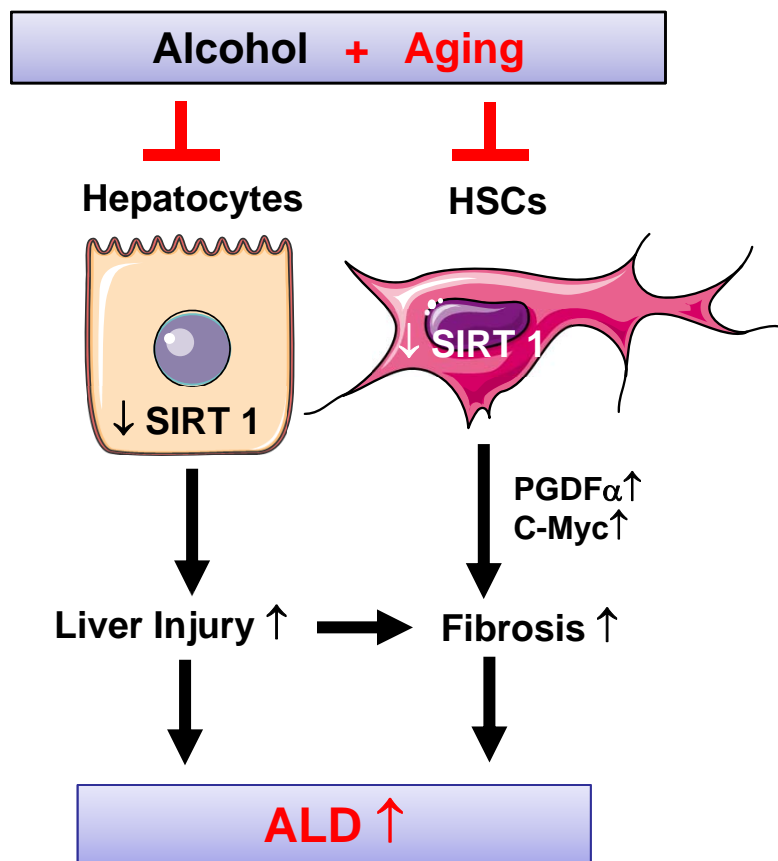 Alcohol + Aging
Hepatocytes
HSCs
↓ SIRT 1
↓ SIRT 1
PGDFα↑
C-Myc↑
Liver Injury ↑
Fibrosis ↑
ALD ↑